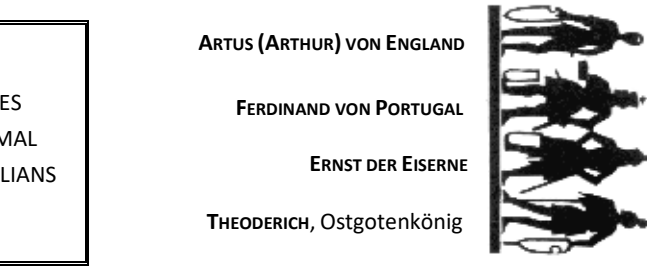 ES
MAL
LIANS
Artus (Arthur) von England
Ferdinand von Portugal
Ernst der Eiserne
Theoderich, Ostgotenkönig